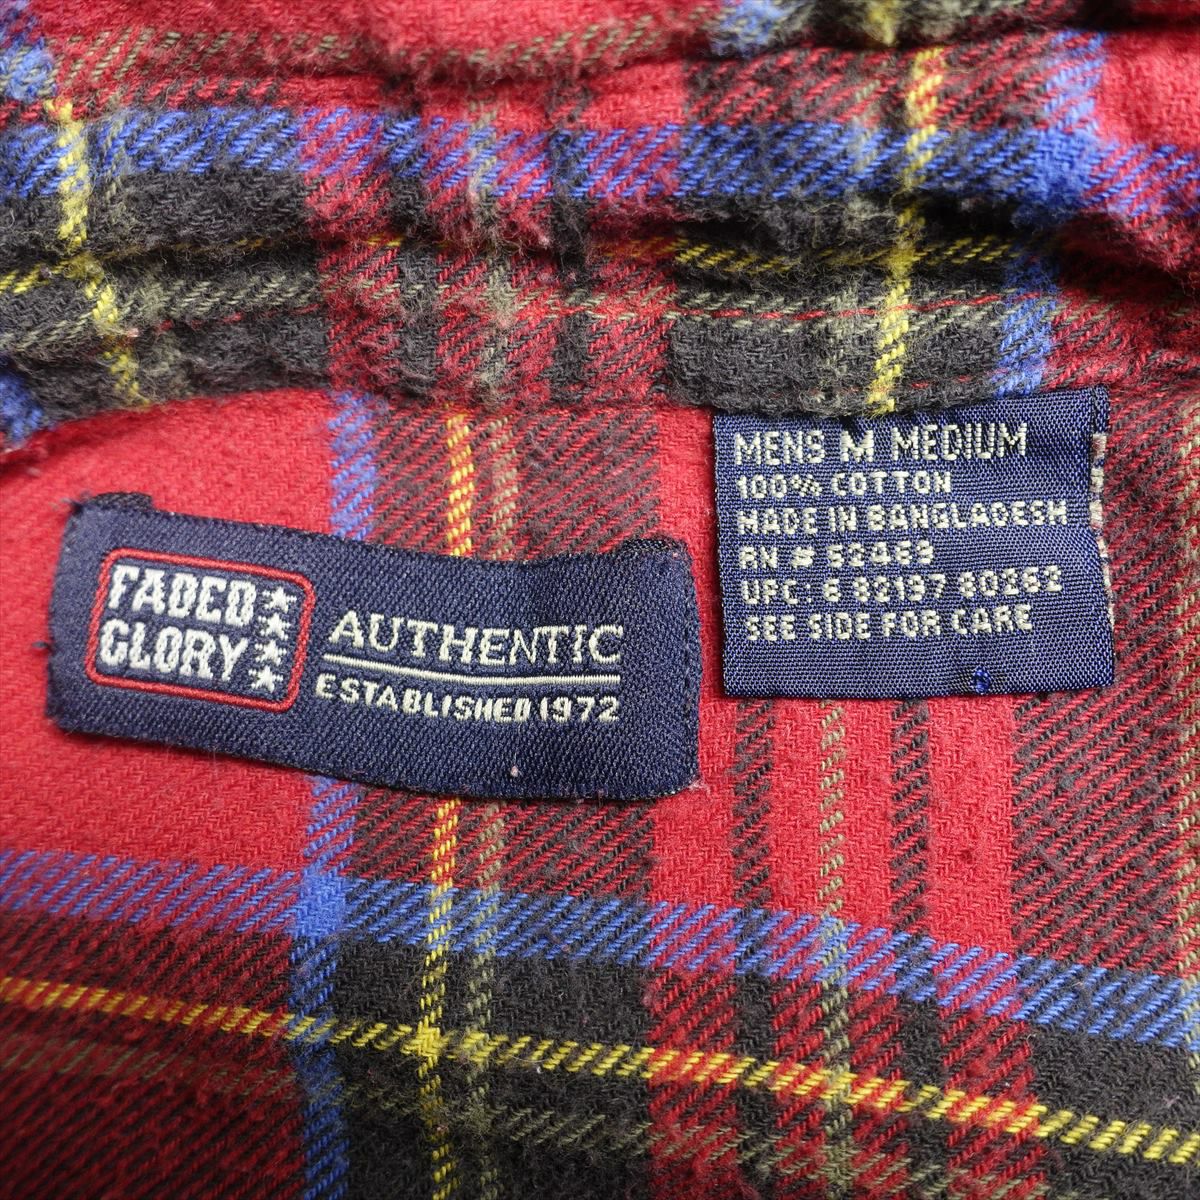 FADED
GLORY
AUTHENTIC
ESTABLISHED 1972
MENS M MEDIUM
100% COTTON
MADE IN BANGLADESH
RN # 52469
UPC: 6 82197 80262
SEE SIDE FOR CARE